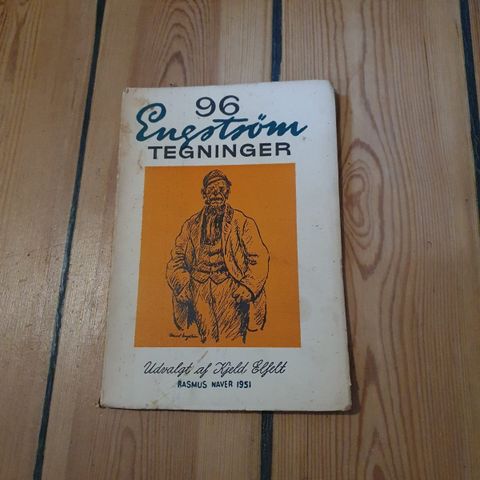 96
Engström
TEGNINGER
Udvalgt af Kjeld Elfelt
RASMUS NAVER 1951